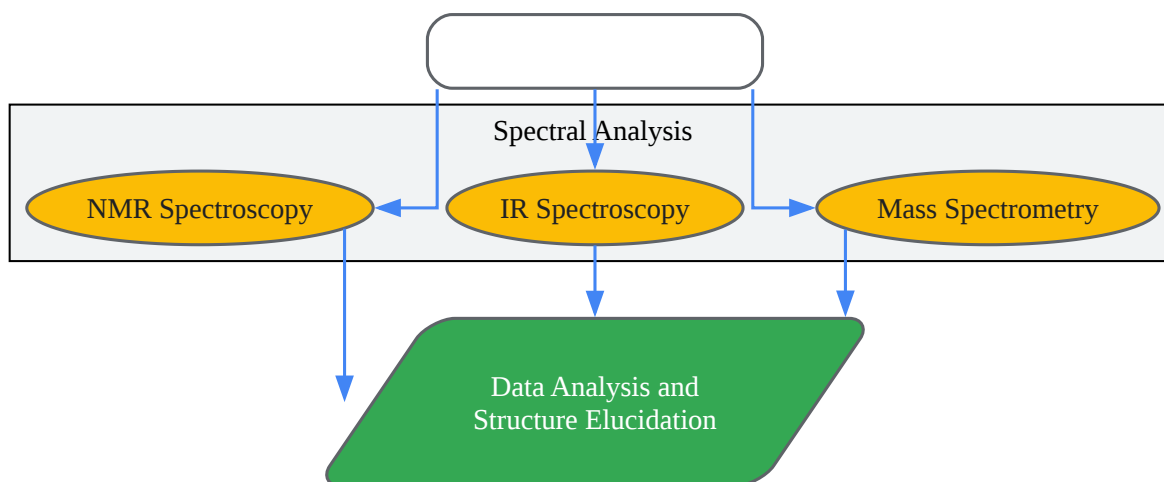 Spectral Analysis
NMR Spectroscopy
IR Spectroscopy
Mass Spectrometry
Data Analysis and
Structure Elucidation